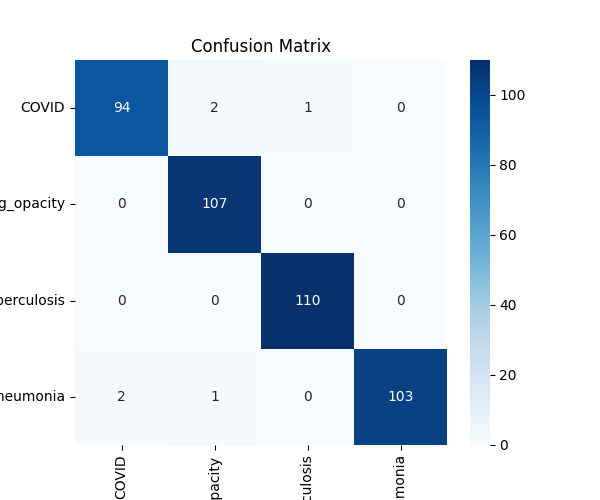 Confusion Matrix
COVID
94 2 1 0
g_opacity
0 107 0 0
berculosis
0 0 110 0
neumonia
2 1 0 103
COVID
pacity
culosis
monia
100
80
60
40
20
0